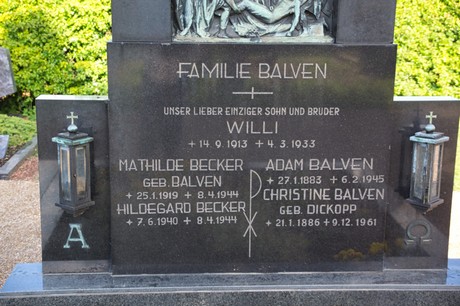 FAMILIE BALVEN
UNSER LIEBER EINZIGER SOHN UND BRUDER
WILLI
+ 14.9.1913 + 4.3.1933
MATHILDE BECKER
GEB. BALVEN
+ 25.1.1919 + 8.4.1944
HILDEGARD BECKER
+ 7.6.1940 + 8.4.1944
ADAM BALVEN
+ 27.1.1883 + 6.2.1945
CHRISTINE BALVEN
GEB. DICKOPP
+ 21.1.1886 + 9.12.1961
A
Ω